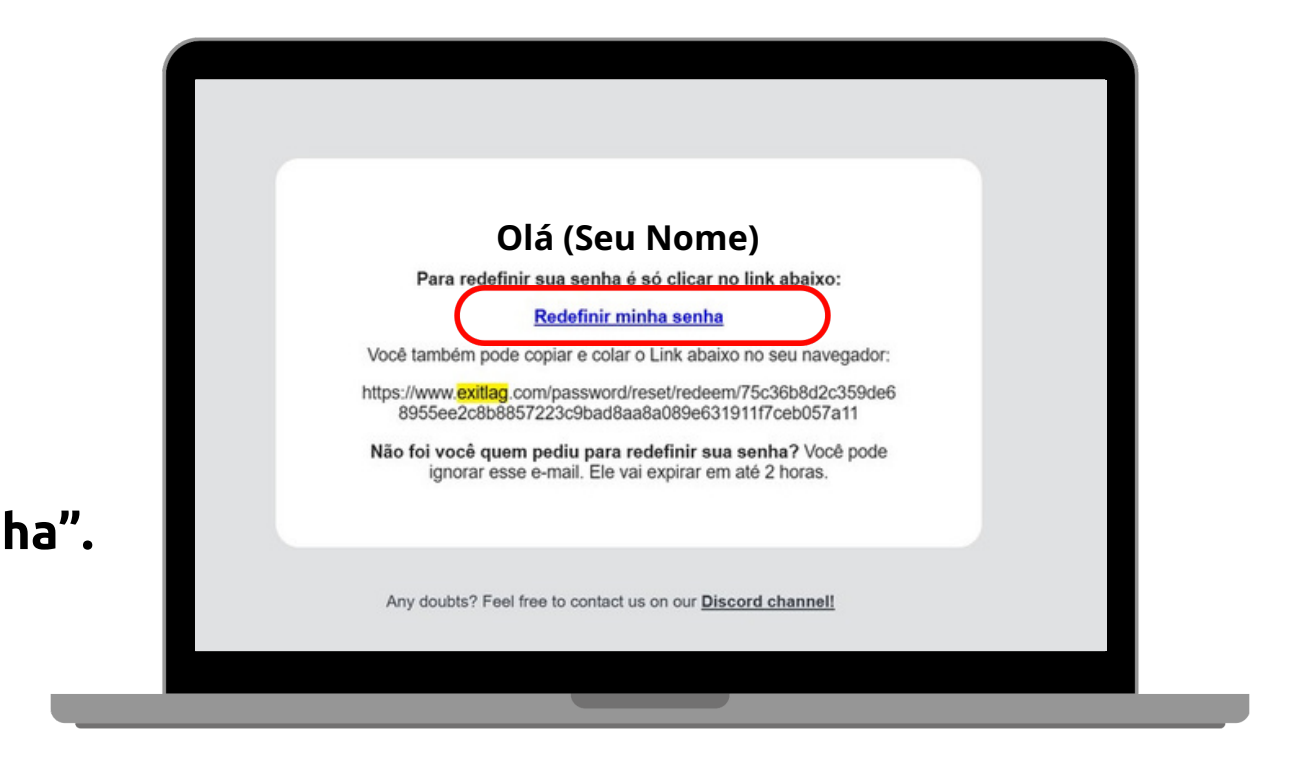 Olá (Seu Nome)
Para redefinir sua senha é só clicar no link abaixo:
Redefinir minha senha
Você também pode copiar e colar o Link abaixo no seu navegador:
https://www.exitlag.com/password/reset/redeem/75c36b8d2c359de6
8955ee2c8b8857223c9bad8aa8a089e631911f7ceb057a11
Não foi você quem pediu para redefinir sua senha? Você pode
ignorar esse e-mail. Ele vai expirar em até 2 horas.
ha”.
Any doubts? Feel free to contact us on our Discord channel!